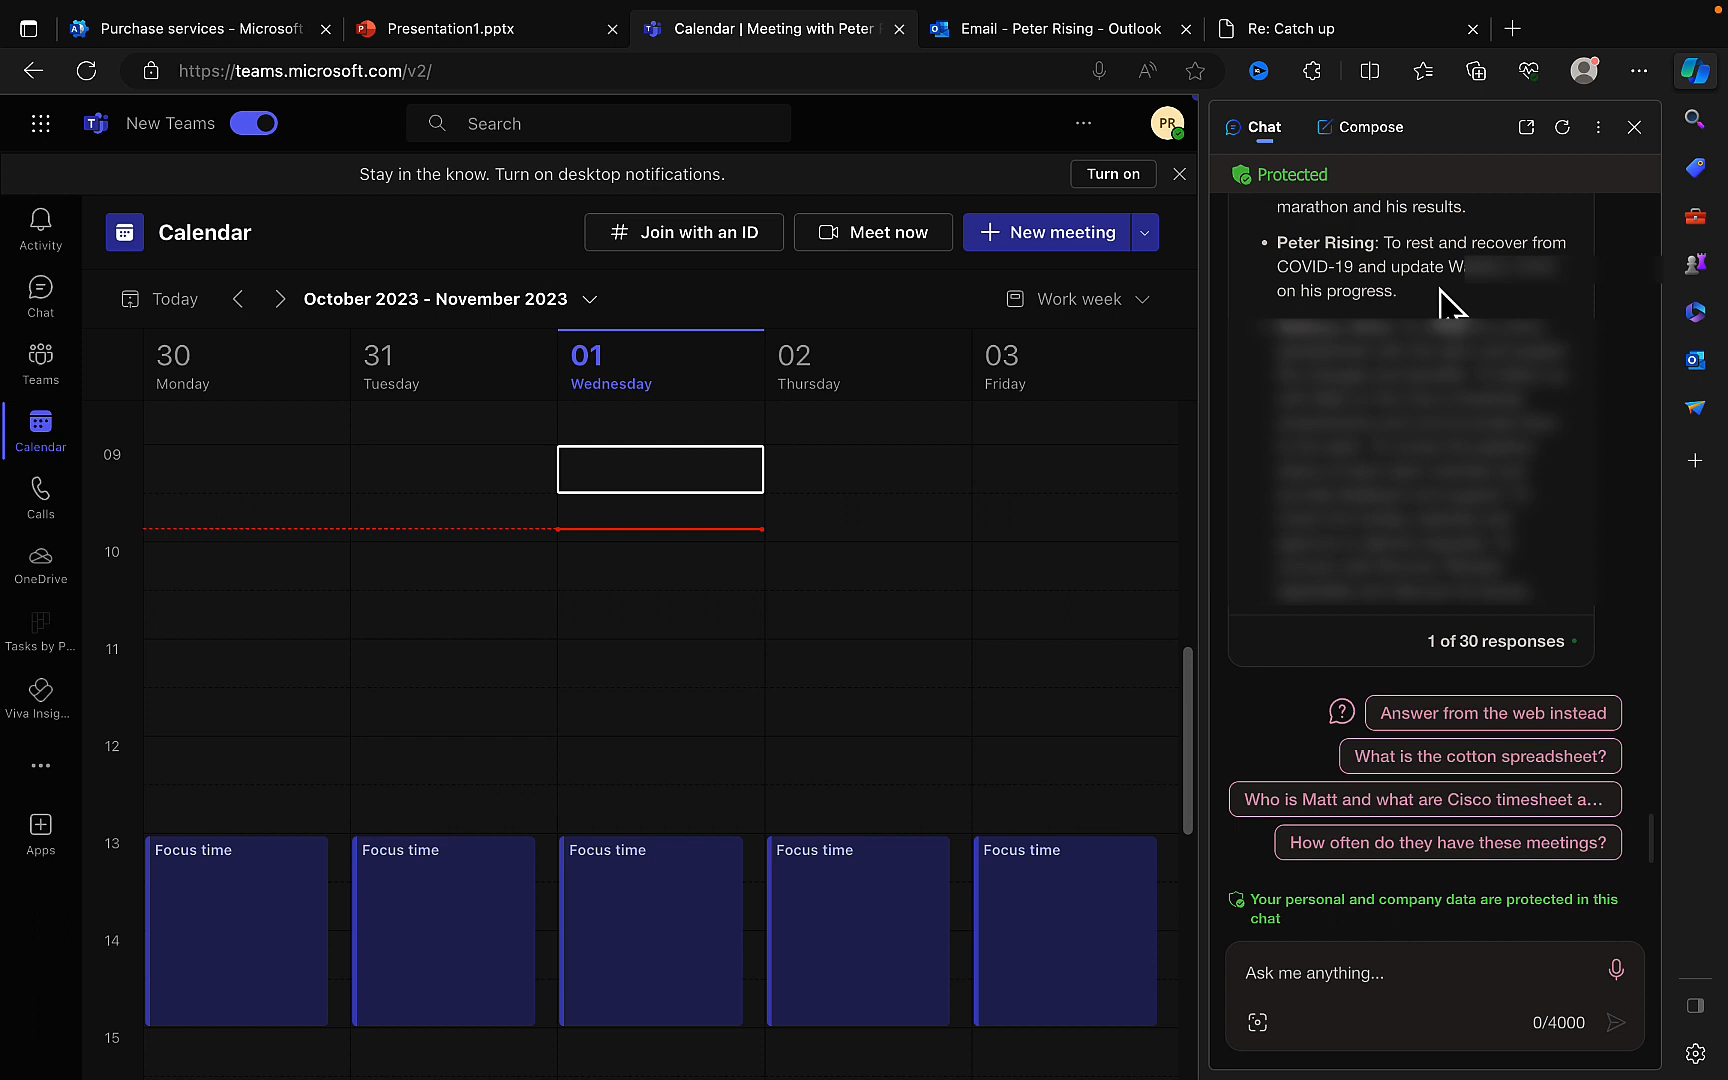 Purchase services - Microsoft
Presentation1.pptx
Calendar | Meeting with Peter
Email - Peter Rising - Outlook
Re: Catch up
https://teams.microsoft.com/v2/
New Teams
Search
PR
Stay in the know. Turn on desktop notifications.
Turn on
Calendar
Join with an ID
Meet now
New meeting
Today
October 2023 - November 2023
Work week
30
Monday
31
Tuesday
01
Wednesday
02
Thursday
03
Friday
09
10
11
12
13
14
15
Focus time
Focus time
Focus time
Focus time
Focus time
Activity
Chat
Teams
Calendar
Calls
OneDrive
Tasks by P...
Viva Insig...
Apps
Chat
Compose
Protected
marathon and his results.
• Peter Rising: To rest and recover from
COVID-19 and update
on his progress.
1 of 30 responses
Answer from the web instead
What is the cotton spreadsheet?
Who is Matt and what are Cisco timesheet a...
How often do they have these meetings?
Your personal and company data are protected in this
chat
Ask me anything...
0/4000